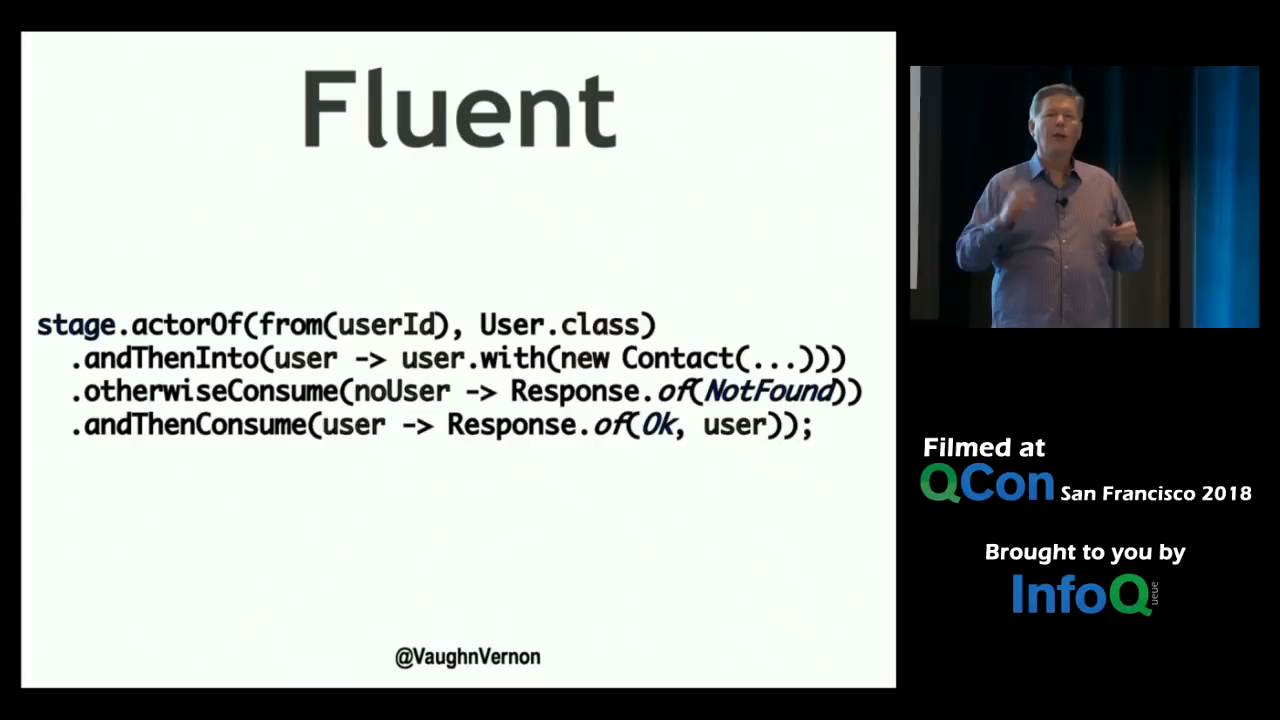 Fluent
stage.actorOf(from(userId), User.class)
.andThenInto(user -> user.with(new Contact(...)))
.otherwiseConsume(noUser -> Response.of(NotFound))
.andThenConsume(user -> Response.of(Ok, user));
@VaughnVernon
Filmed at
QCon San Francisco 2018
Brought to you by
InfoQueue